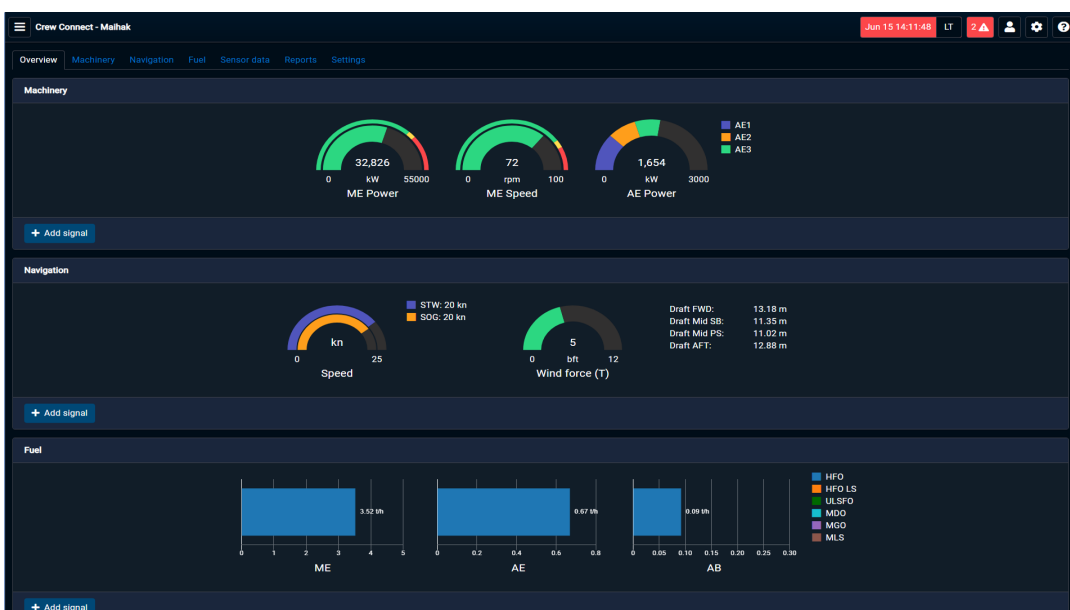 Crew Connect - Maihak
Jun 15 14:11:48 LT 2
Overview Machinery Navigation Fuel Sensor data Reports Settings
Machinery
AE1
AE2
AE3
32,826 72 1,654
0 kW 55000 0 rpm 100 0 kW 3000
ME Power ME Speed AE Power
+ Add signal
Navigation
STW: 20 kn
SOG: 20 kn
Draft FWD: 13.18 m
Draft Mid SB: 11.35 m
Draft Mid PS: 11.02 m
Draft AFT: 12.88 m
kn 5
0 25 0 bft 12
Speed Wind force (T)
+ Add signal
Fuel
HFO
HFO LS
ULSFO
MDO
MGO
MLS
3.52 t/h 0.67 t/h 0.09 t/h
0 1 2 3 4 5 0 0.2 0.4 0.6 0.8 0 0.05 0.10 0.15 0.20 0.25 0.30
ME AE AB
+ Add signal